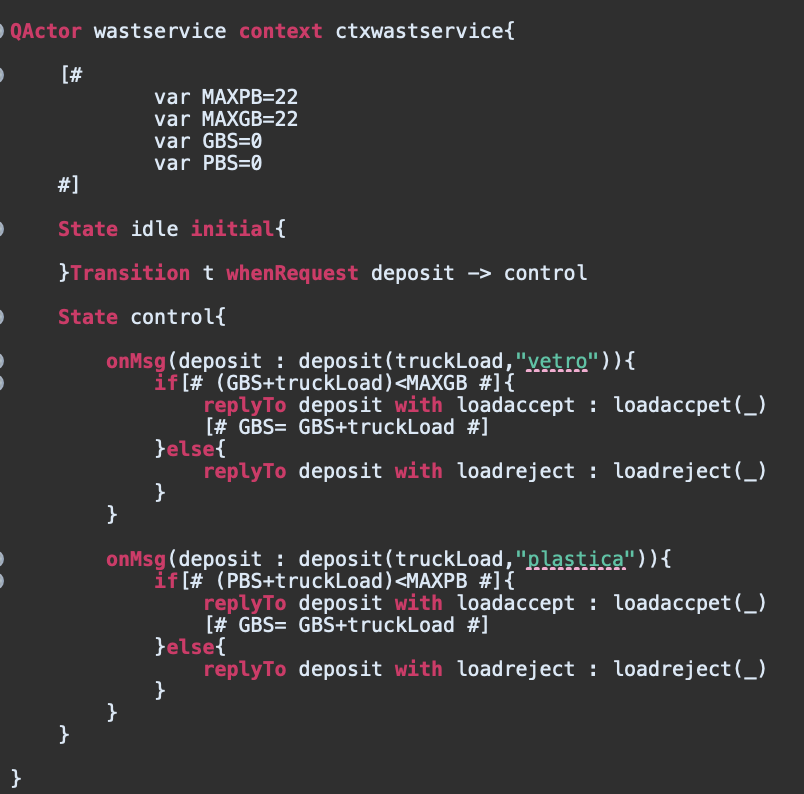 QActor wastservice context ctxwastservice{
[#
var MAXPB=22
var MAXGB=22
var GBS=0
var PBS=0
#]
State idle initial{
}Transition t whenRequest deposit -> control
State control{
onMsg(deposit : deposit(truckLoad,"vetro")){
if[# (GBS+truckLoad)<MAXGB #]{
replyTo deposit with loadaccept : loadaccpet(_)
[# GBS= GBS+truckLoad #]
}else{
replyTo deposit with loadreject : loadreject(_)
}
}
onMsg(deposit : deposit(truckLoad,"plastica")){
if[# (PBS+truckLoad)<MAXPB #]{
replyTo deposit with loadaccept : loadaccpet(_)
[# GBS= GBS+truckLoad #]
}else{
replyTo deposit with loadreject : loadreject(_)
}
}
}
}